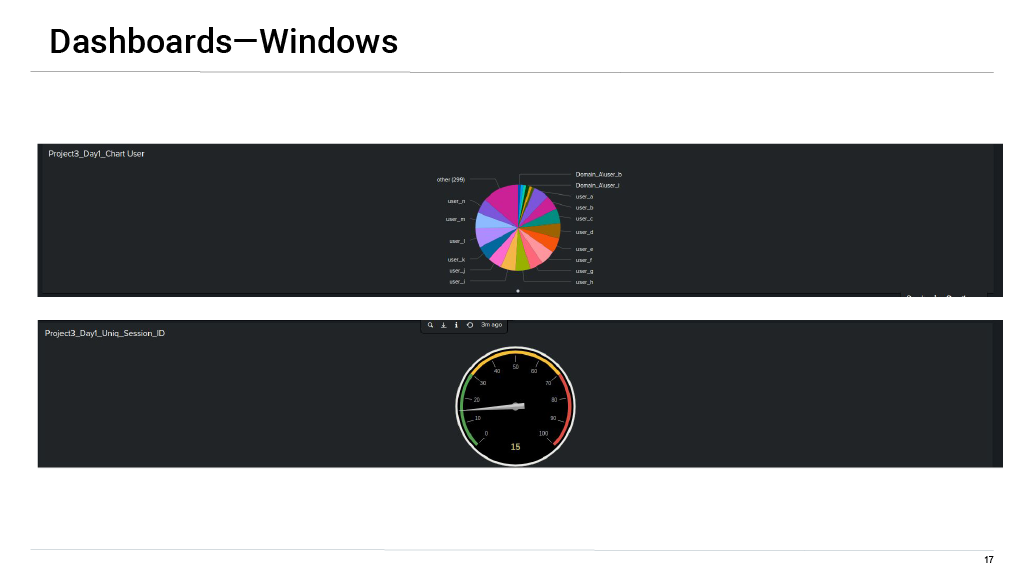 Dashboards—Windows
Project3_Day1_Chart User
other (299)
user_n
user_m
user_l
user_k
user_j
user_i
Domain_A\user_b
Domain_A\user_i
user_a
user_b
user_c
user_d
user_e
user_f
user_g
user_h
3m ago
Project3_Day1_Uniq_Session_ID
0
10
20
30
40
50
60
70
80
90
100
15
17